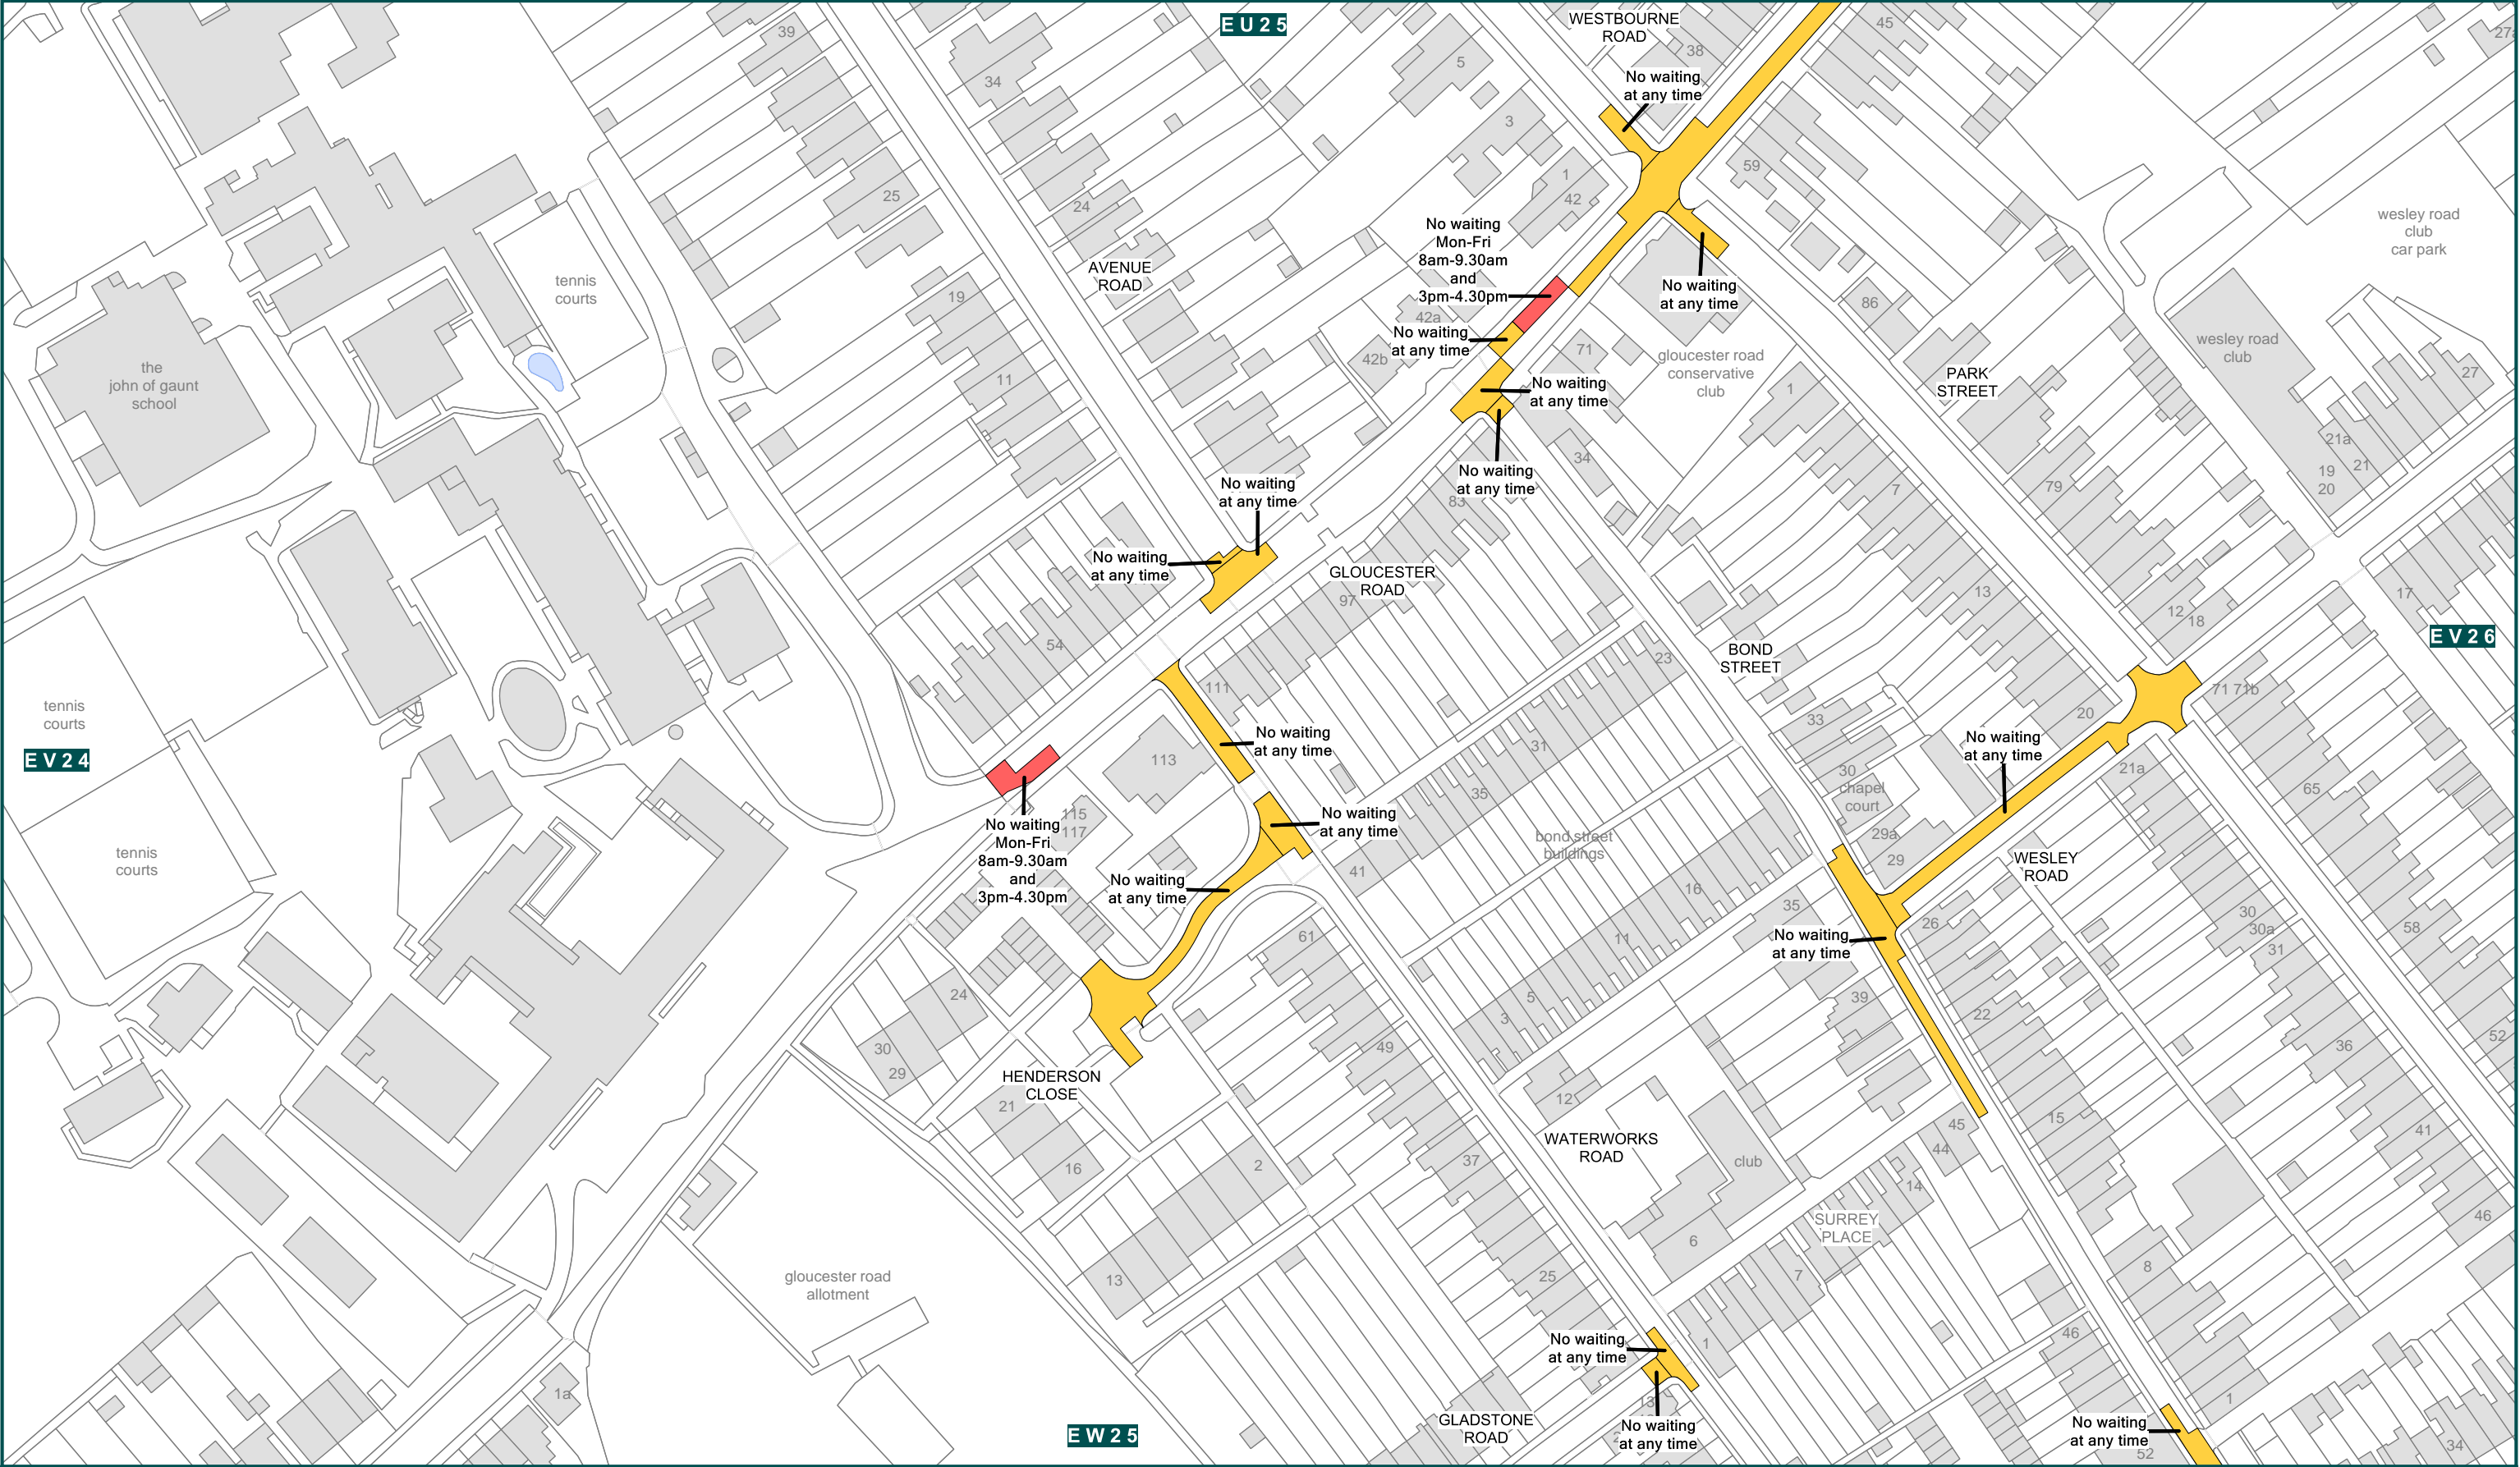 E U 2 5
WESTBOURNE
ROAD
45
27a
39
38
34
5
No waiting
at any time
3
59
1
42
25
24
wesley road
club
car park
No waiting
Mon-Fri
8am-9.30am
and
3pm-4.30pm
AVENUE
ROAD
tennis
courts
19
No waiting
at any time
86
42a
No waiting
at any time
42b
71
wesley road
club
gloucester road
conservative
club
the
john of gaunt
school
11
No waiting
at any time
1
PARK
STREET
27
21a
34
19
20
21
No waiting
at any time
83
7
79
No waiting
at any time
No waiting
at any time
GLOUCESTER
ROAD
97
13
17
12
18
54
E V 2 6
BOND
STREET
23
111
71
71b
tennis
courts
33
20
E V 2 4
113
No waiting
at any time
31
No waiting
at any time
30
chapel
court
21a
65
35
115
117
No waiting
at any time
No waiting
Mon-Fri
8am-9.30am
and
3pm-4.30pm
bond street
buildings
29a
29
WESLEY
ROAD
tennis
courts
41
No waiting
at any time
16
35
26
30
30a
58
61
11
No waiting
at any time
31
24
5
39
3
22
52
30
29
49
36
HENDERSON
CLOSE
21
12
15
45
44
41
WATERWORKS
ROAD
club
16
2
37
14
46
SURREY
PLACE
6
8
gloucester road
allotment
13
25
7
No waiting
at any time
1
46
1a
13
1
GLADSTONE
ROAD
No waiting
at any time
No waiting
at any time
E W 2 5
52
34